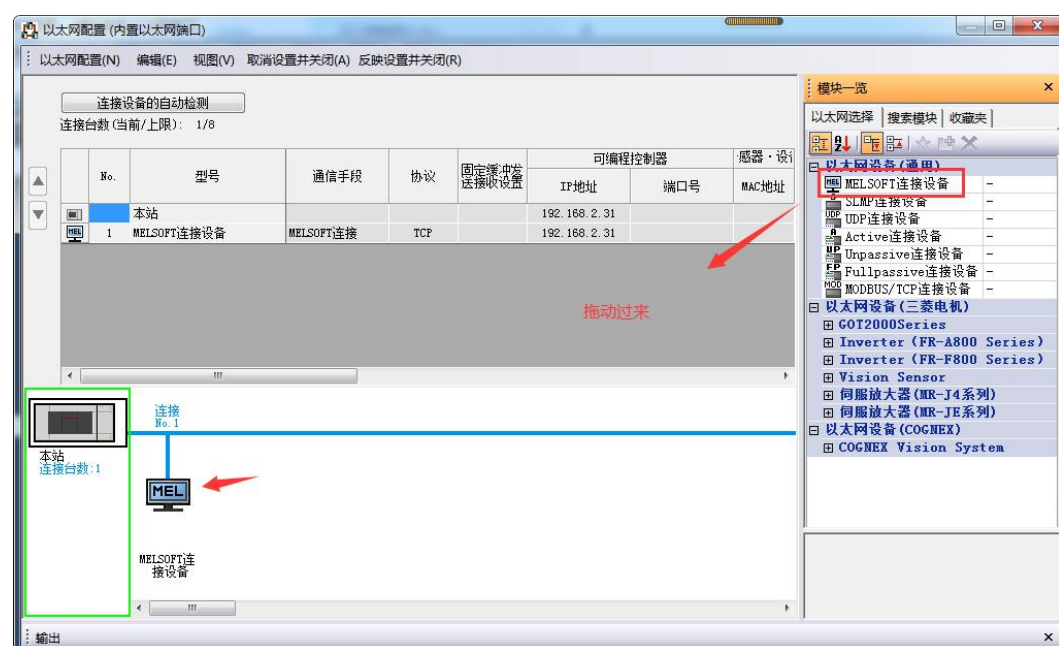 以太网配置 (内置以太网端口)
以太网配置(N) 编辑(E) 视图(V) 取消设置并关闭(A) 反映设置并关闭(R)
连接设备的自动检测
连接台数(当前/上限): 1/8
No. 型号 通信手段 协议 固定缓冲发送接收设置 可编程控制器 IP地址 端口号 感器・设 MAC地址
本站 192.168.2.31
1 MELSOFT连接设备 MELSOFT连接 TCP 192.168.2.31
拖动过来
连接
No.1
本站
连接台数:1
MEL
MELSOFT连
接设备
输出
模块一览
以太网选择 搜索模块 收藏夹
以太网设备(通用)
MELSOFT连接设备 -
SLMP连接设备 -
UDP连接设备 -
Active连接设备 -
Unpassive连接设备 -
Fullpassive连接设备 -
MODBUS/TCP连接设备 -
以太网设备(三菱电机)
GOT2000Series
Inverter (FR-A800 Series)
Inverter (FR-F800 Series)
Vision Sensor
伺服放大器(MR-J4系列)
伺服放大器(MR-JE系列)
以太网设备(COGNEX)
COGNEX Vision System